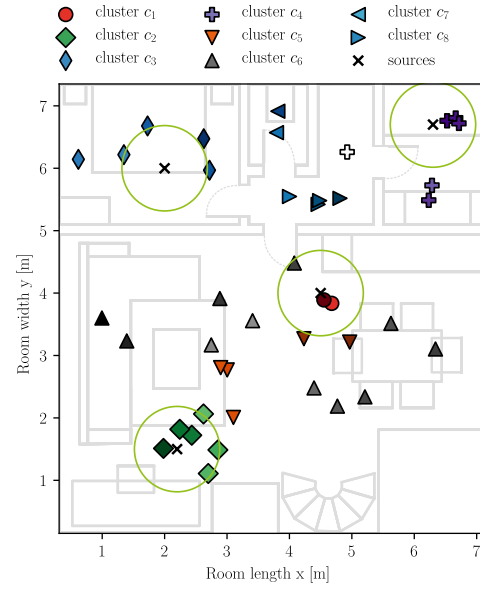 cluster c₁ cluster c₄ cluster c₇
cluster c₂ cluster c₅ cluster c₈
cluster c₃ cluster c₆ sources
7
6
5
4
3
2
1
Room width y [m]
1 2 3 4 5 6 7
Room length x [m]